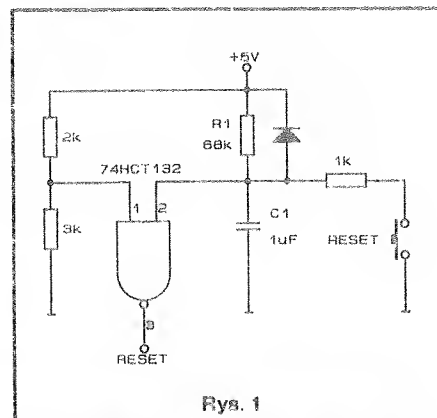 +5V
2k
R1
68k
74HCT132
1k
1
2
3k
C1
1uF
RESET
3
RESET
Rys. 1